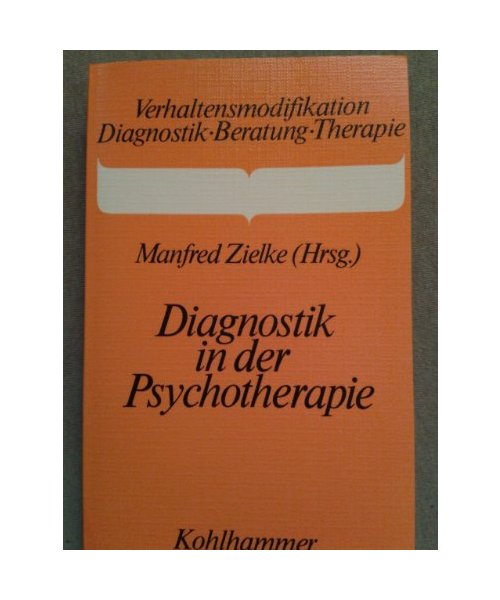 Verhaltensmodifikation
Diagnostik·Beratung·Therapie
Manfred Zielke (Hrsg.)
Diagnostik
in der
Psychotherapie
Kohlhammer